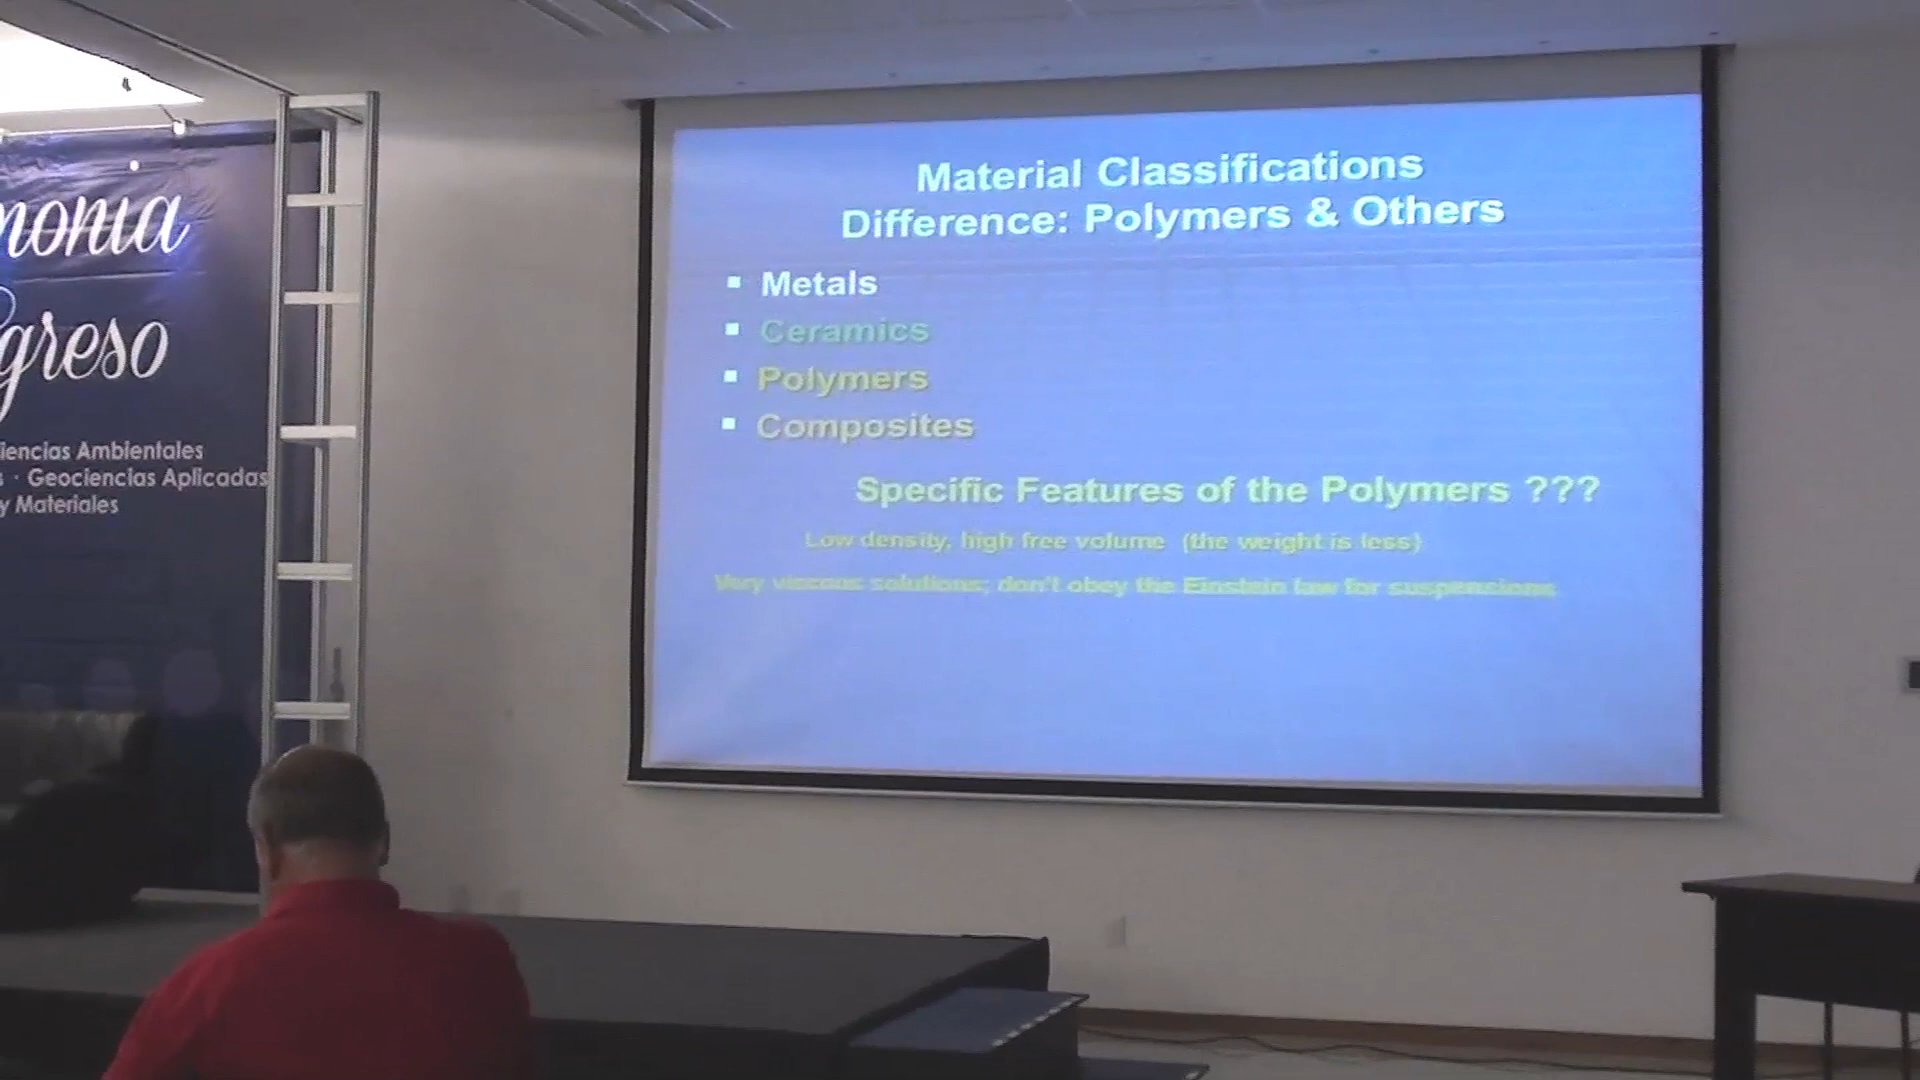 monia
greso
iencias Ambientales
s · Geociencias Aplicadas
y Materiales
Material Classifications
Difference: Polymers & Others
▪ Metals
▪ Ceramics
▪ Polymers
▪ Composites
Specific Features of the Polymers ???
Low density, high free volume (the weight is less)
Very viscous solutions; don't obey the Einstein law for suspensions